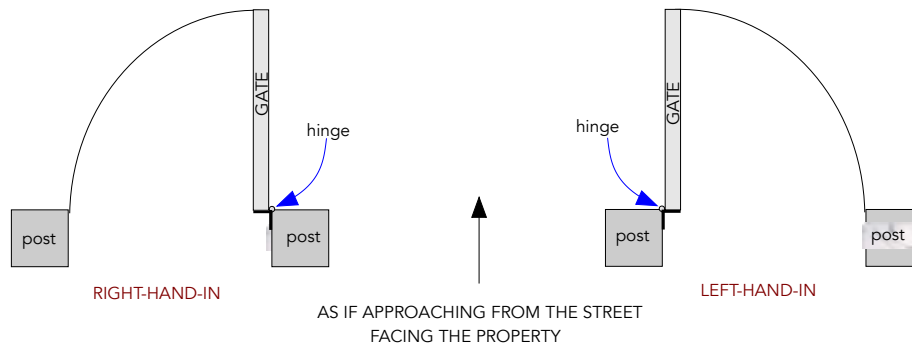 GATE
GATE
hinge
hinge
post
post
post
post
RIGHT-HAND-IN
LEFT-HAND-IN
AS IF APPROACHING FROM THE STREET
FACING THE PROPERTY